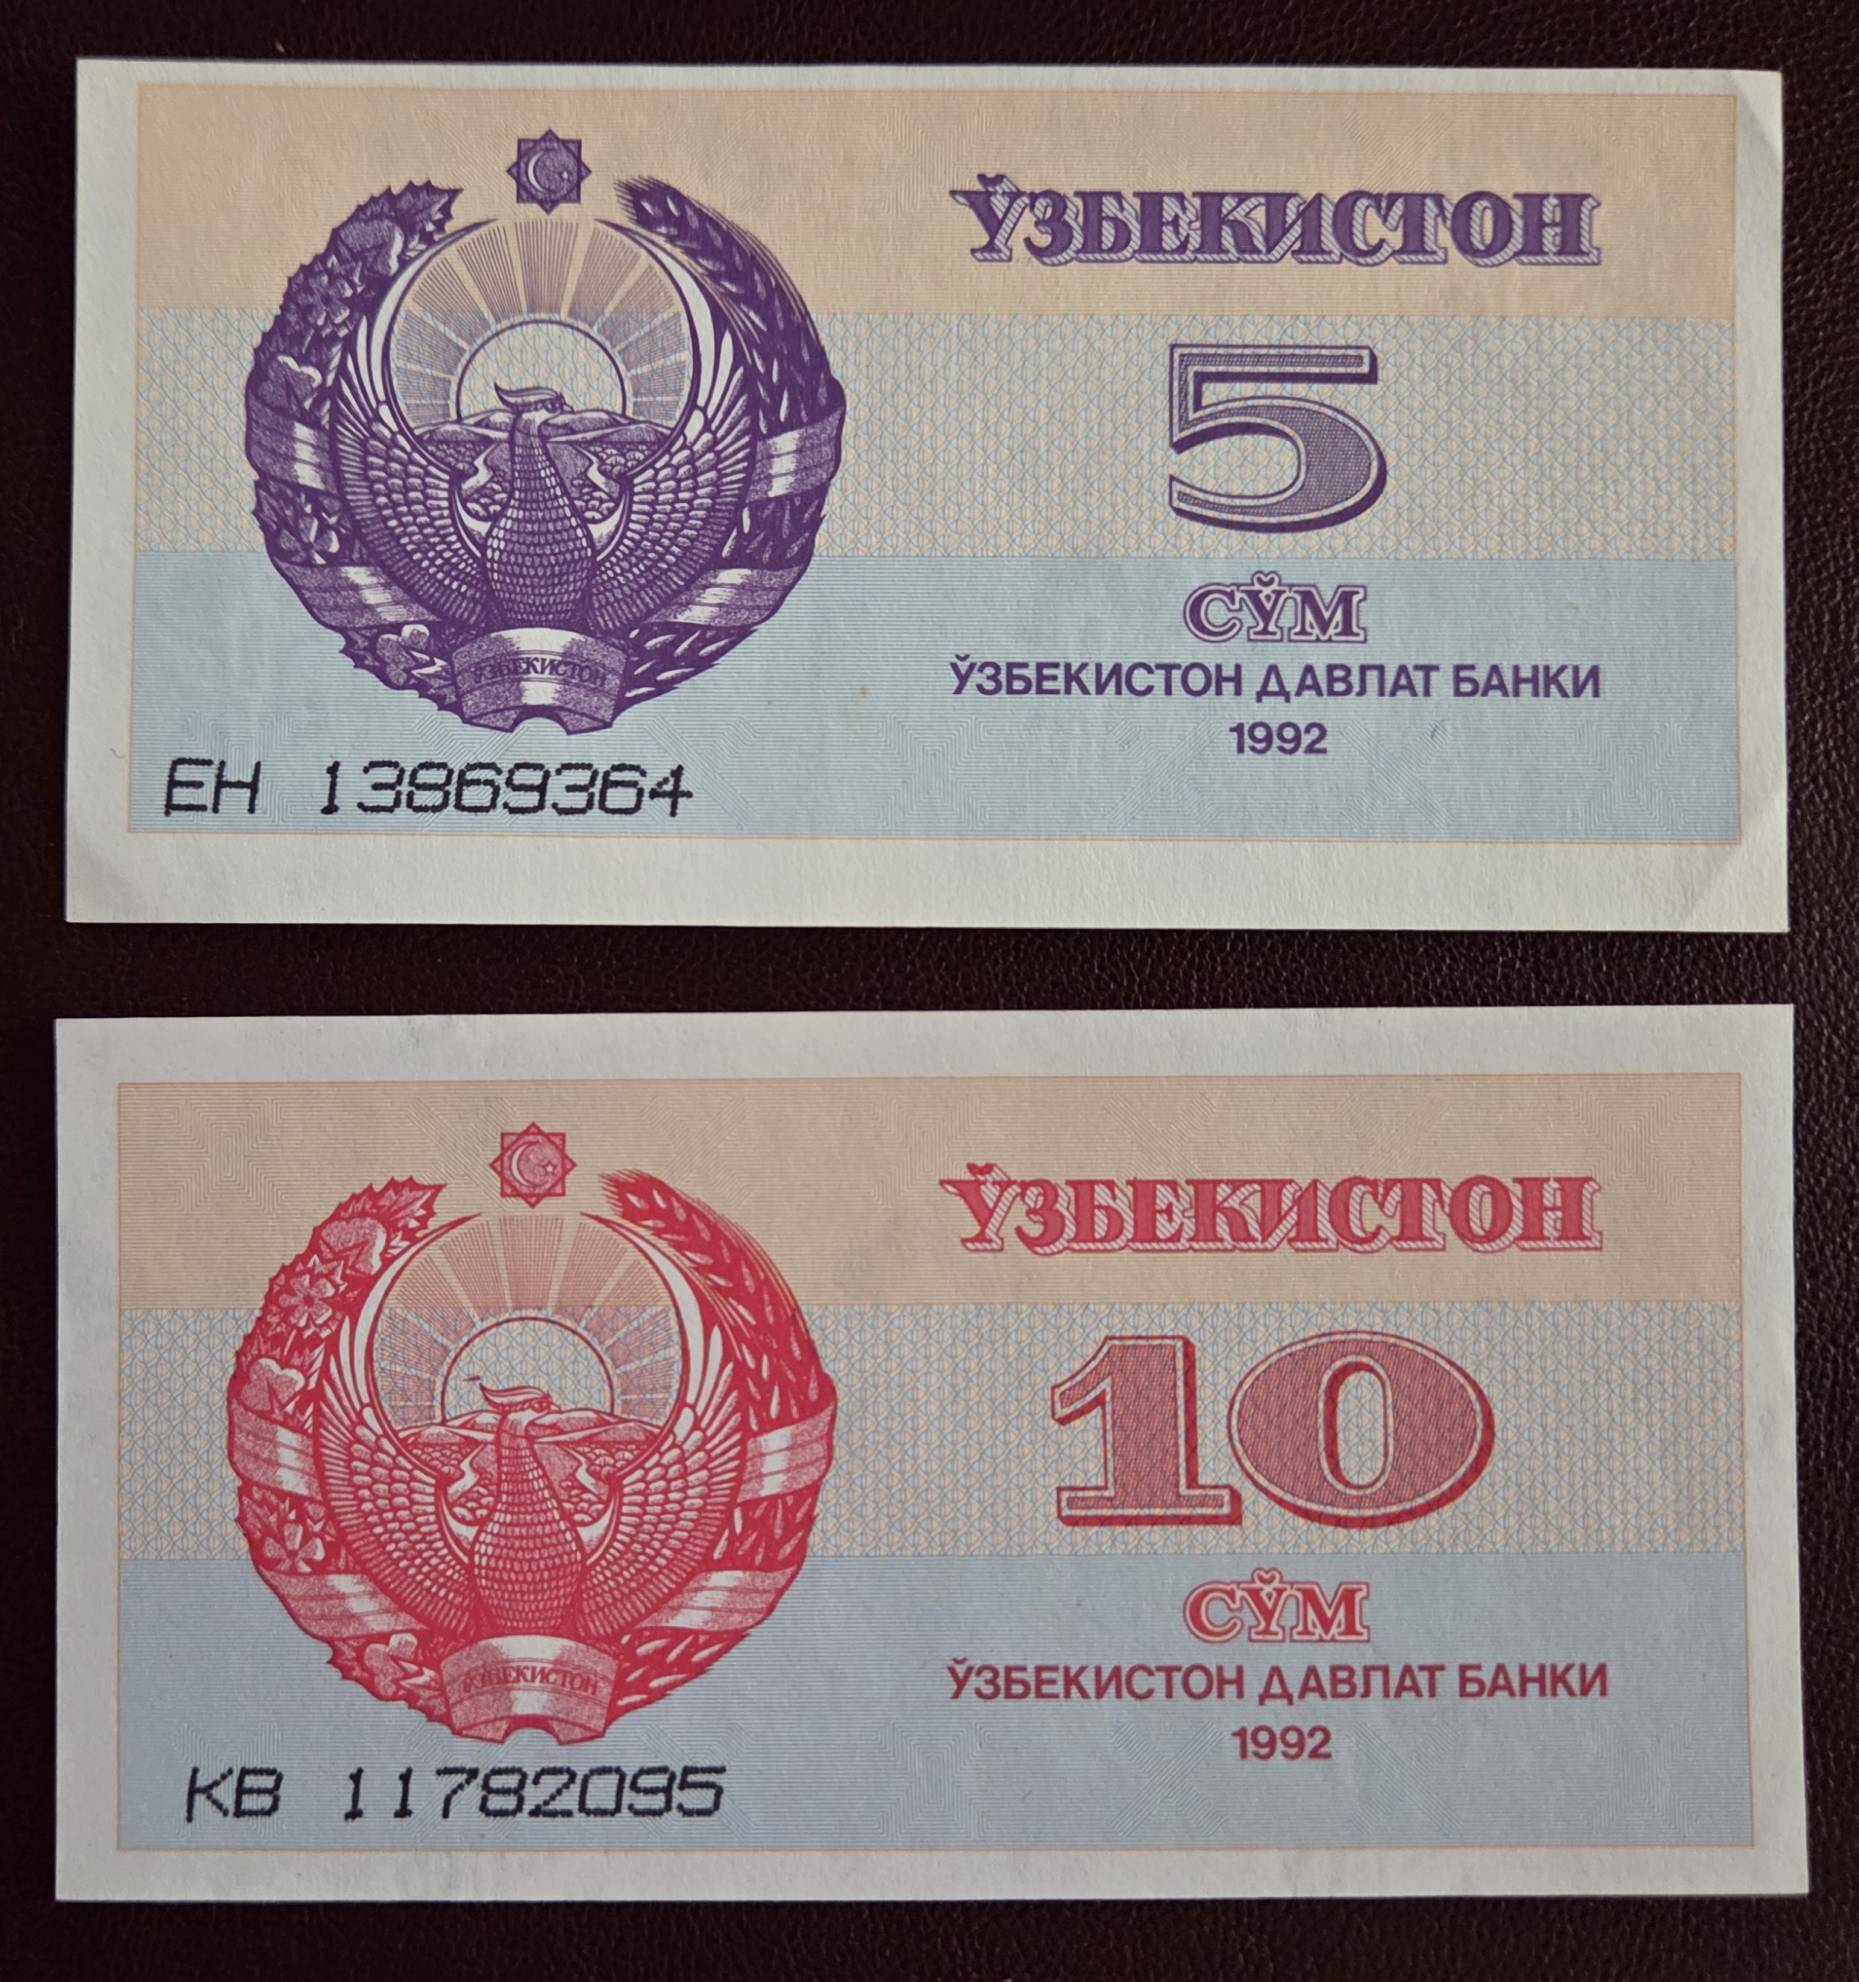 ЎЗБЕКИСТОН
5
СЎМ
ЎЗБЕКИСТОН ДАВЛАТ БАНКИ
1992
ЎЗБЕКИСТОН
ЕН 13869364
ЎЗБЕКИСТОН
10
СЎМ
ЎЗБЕКИСТОН ДАВЛАТ БАНКИ
1992
ЎЗБЕКИСТОН
КВ 11782095